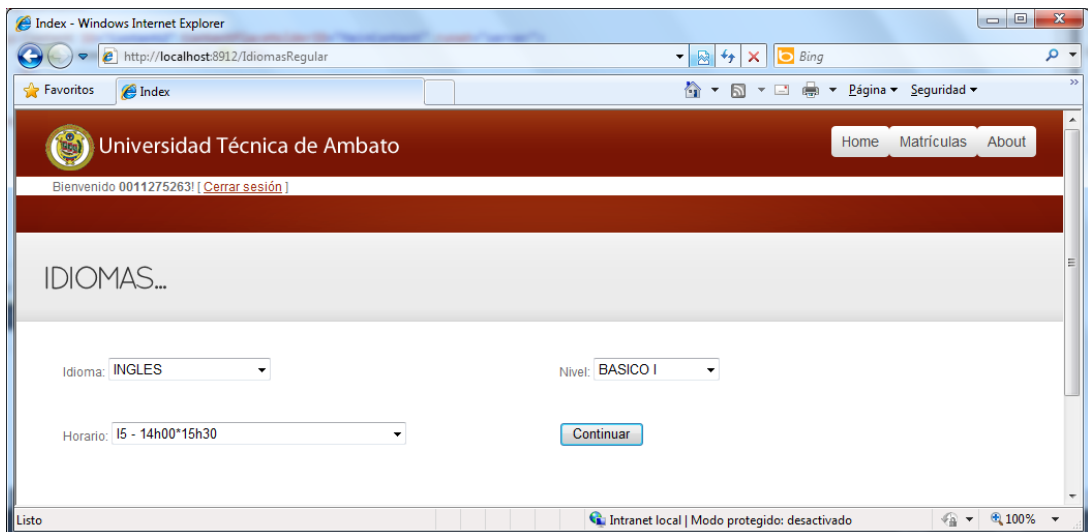 Index - Windows Internet Explorer
http://localhost:8912/IdiomasRegular
Bing
Favoritos
Index
Página
Seguridad
Universidad Técnica de Ambato
Home
Matrículas
About
Bienvenido 0011275263! [ Cerrar sesión ]
IDIOMAS...
Idioma: INGLES
Nivel: BASICO I
Horario: I5 - 14h00*15h30
Continuar
Listo
Intranet local | Modo protegido: desactivado
100%